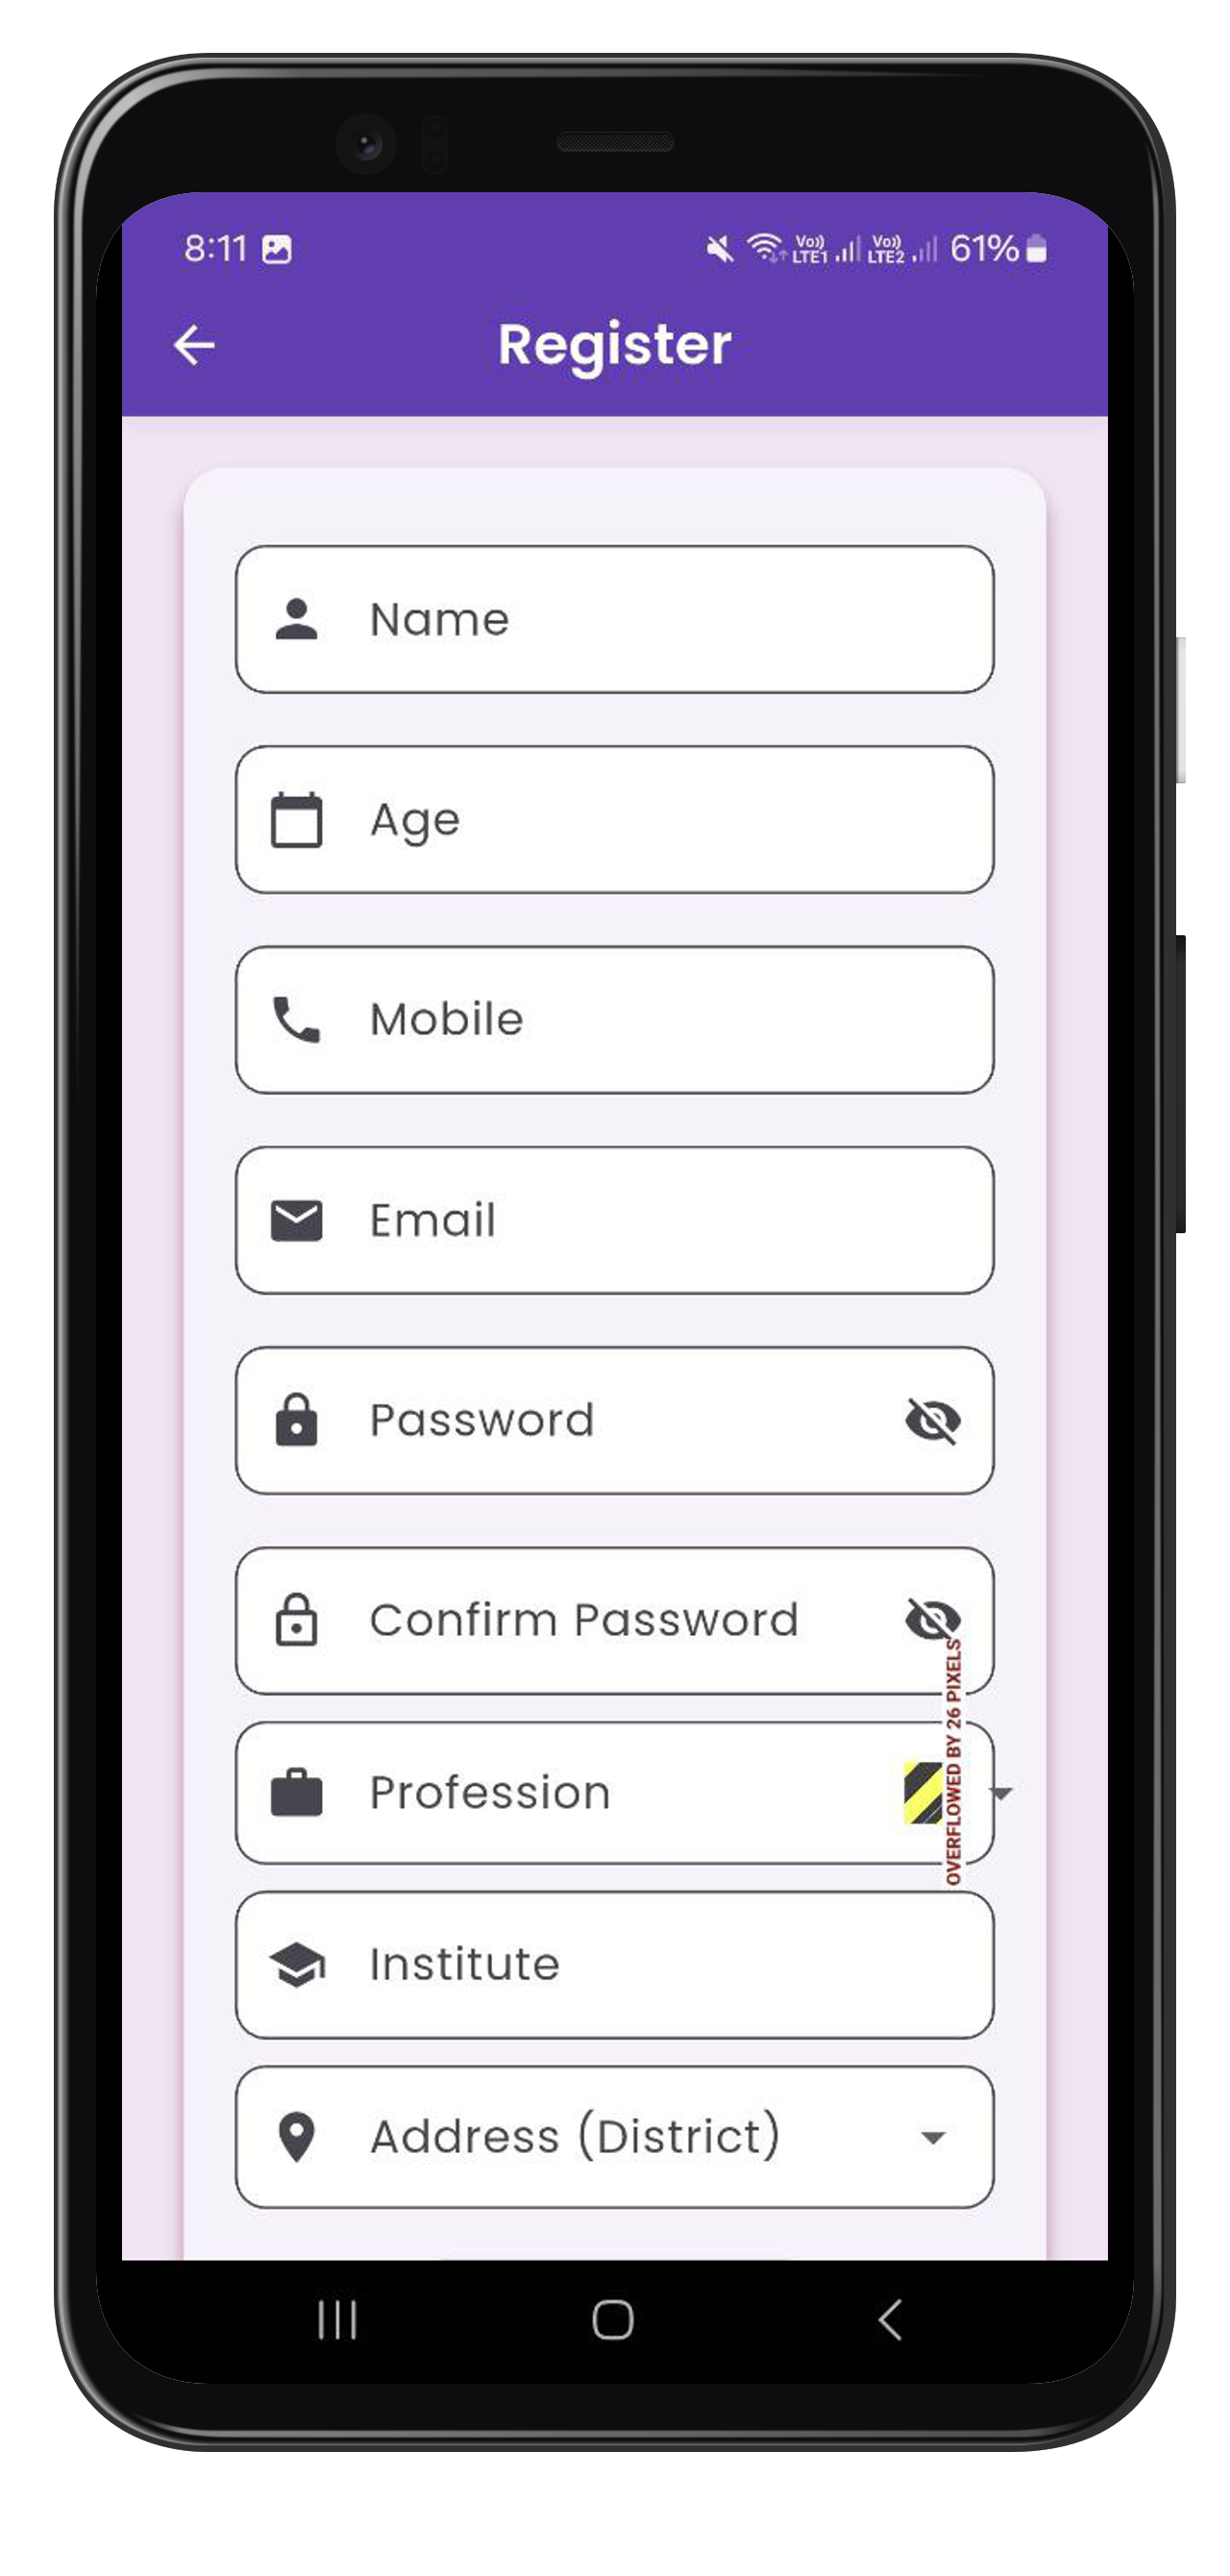 8:11 Vo)) LTE1 Vo)) LTE2 61%
Register
Name
Age
Mobile
Email
Password
Confirm Password
OVERFLOWED BY 26 PIXELS
Profession
Institute
Address (District)